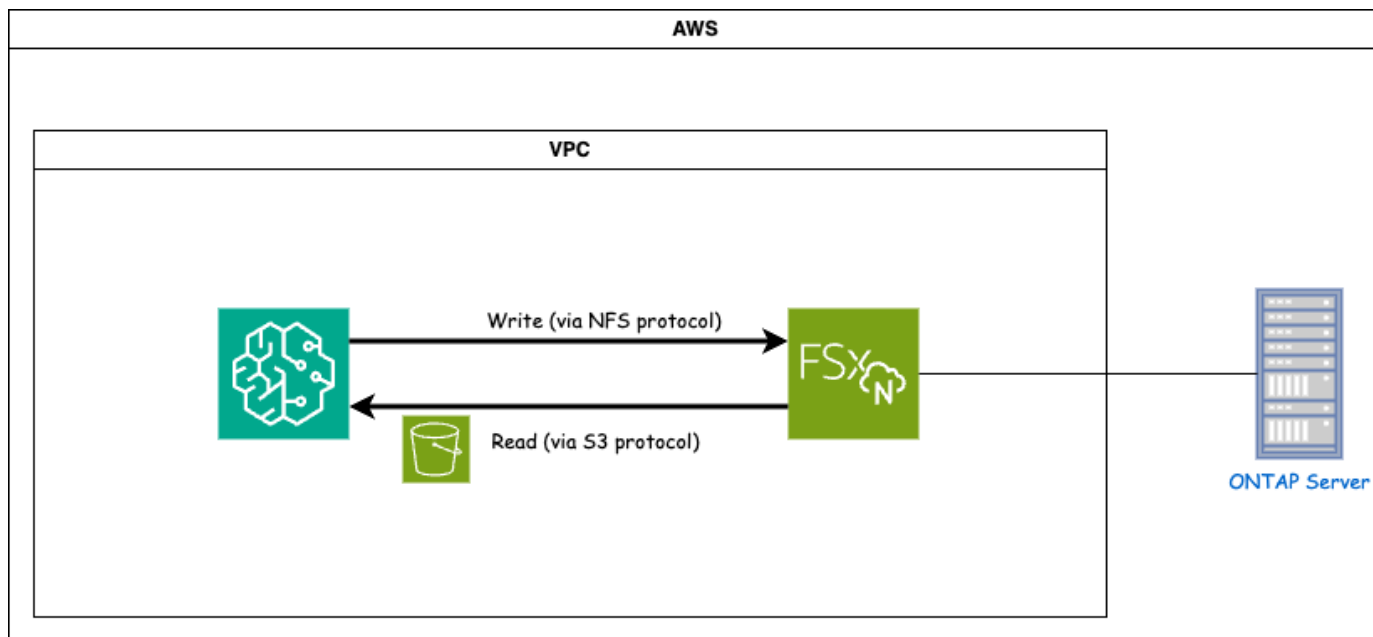 AWS
VPC
Write (via NFS protocol)
FSx
N
Read (via S3 protocol)
ONTAP Server